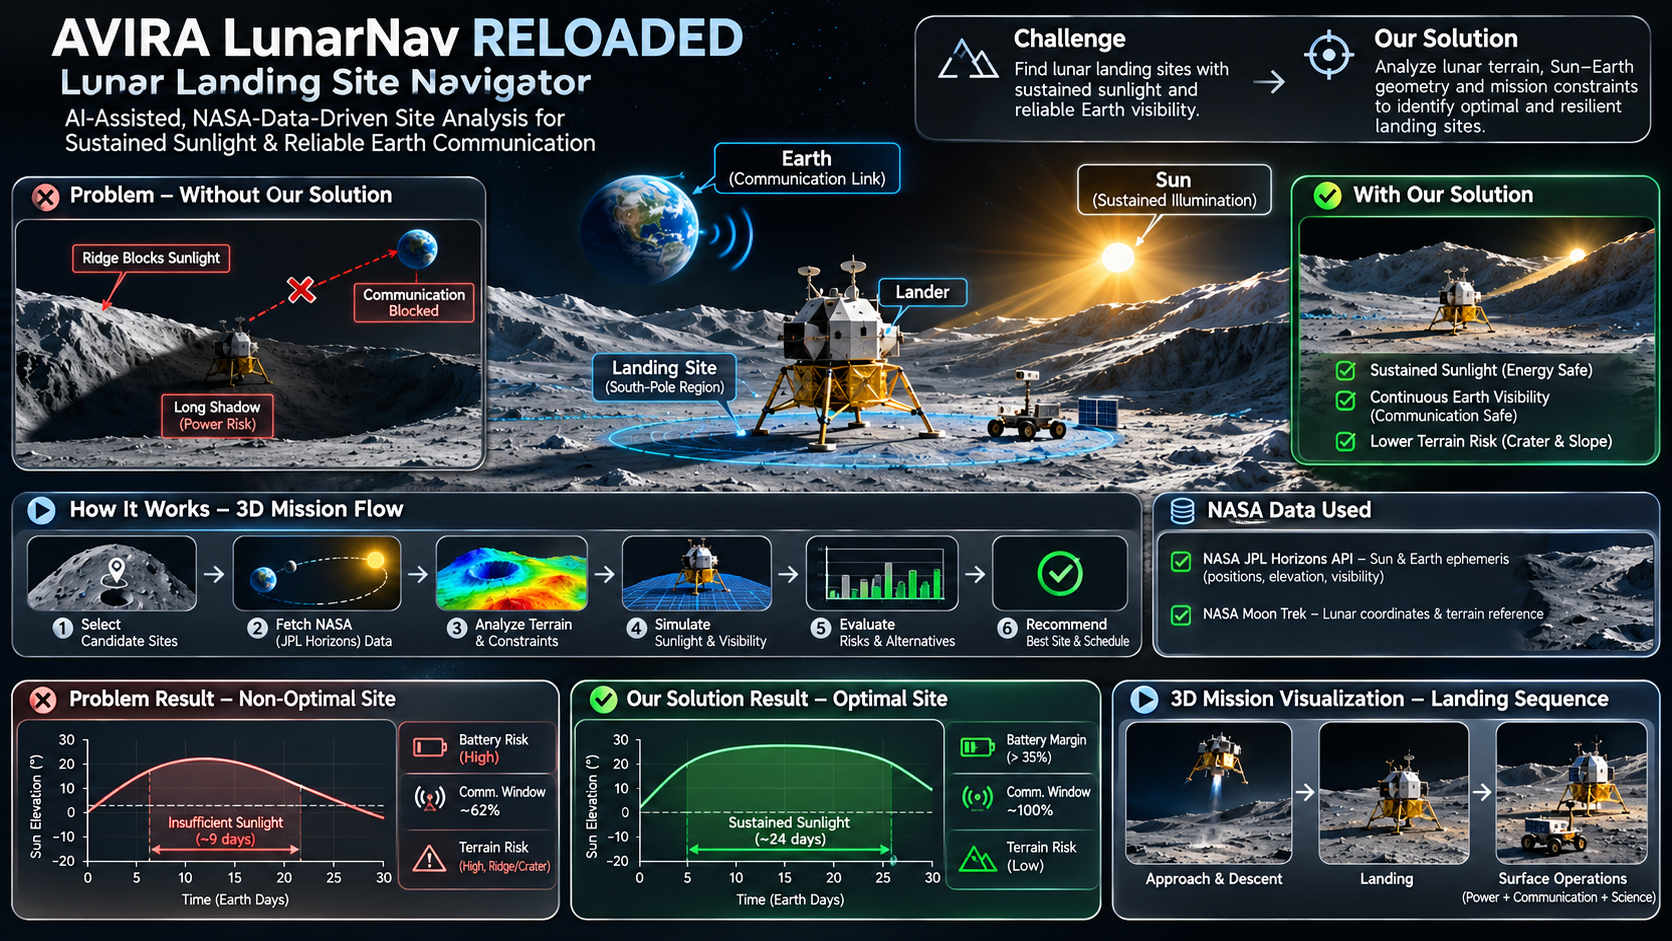 AVIRA LunarNav RELOADED
Lunar Landing Site Navigator
AI-Assisted, NASA-Data-Driven Site Analysis for
Sustained Sunlight & Reliable Earth Communication
Challenge
Find lunar landing sites with
sustained sunlight and
reliable Earth visibility.
Our Solution
Analyze lunar terrain, Sun–Earth
geometry and mission constraints
to identify optimal and resilient
landing sites.
Problem – Without Our Solution
Ridge Blocks Sunlight
Communication
Blocked
Long Shadow
(Power Risk)
Earth
(Communication Link)
Sun
(Sustained Illumination)
Lander
Landing Site
(South-Pole Region)
With Our Solution
Sustained Sunlight (Energy Safe)
Continuous Earth Visibility
(Communication Safe)
Lower Terrain Risk (Crater & Slope)
How It Works – 3D Mission Flow
1 Select
Candidate Sites
2 Fetch NASA
(JPL Horizons) Data
3 Analyze Terrain
& Constraints
4 Simulate
Sunlight & Visibility
5 Evaluate
Risks & Alternatives
6 Recommend
Best Site & Schedule
NASA Data Used
NASA JPL Horizons API – Sun & Earth ephemeris
(positions, elevation, visibility)
NASA Moon Trek – Lunar coordinates & terrain reference
Problem Result – Non-Optimal Site
Sun Elevation (°)
30
20
10
0
−10
−20
Insufficient Sunlight
(~9 days)
0 5 10 15 20 25 30
Time (Earth Days)
Battery Risk
(High)
Comm. Window
~62%
Terrain Risk
(High, Ridge/Crater)
Our Solution Result – Optimal Site
Sun Elevation (°)
30
20
10
0
−10
−20
Sustained Sunlight
(~24 days)
0 5 10 15 20 25 30
Time (Earth Days)
Battery Margin
(> 35%)
Comm. Window
~100%
Terrain Risk
(Low)
3D Mission Visualization – Landing Sequence
Approach & Descent
Landing
Surface Operations
(Power + Communication + Science)